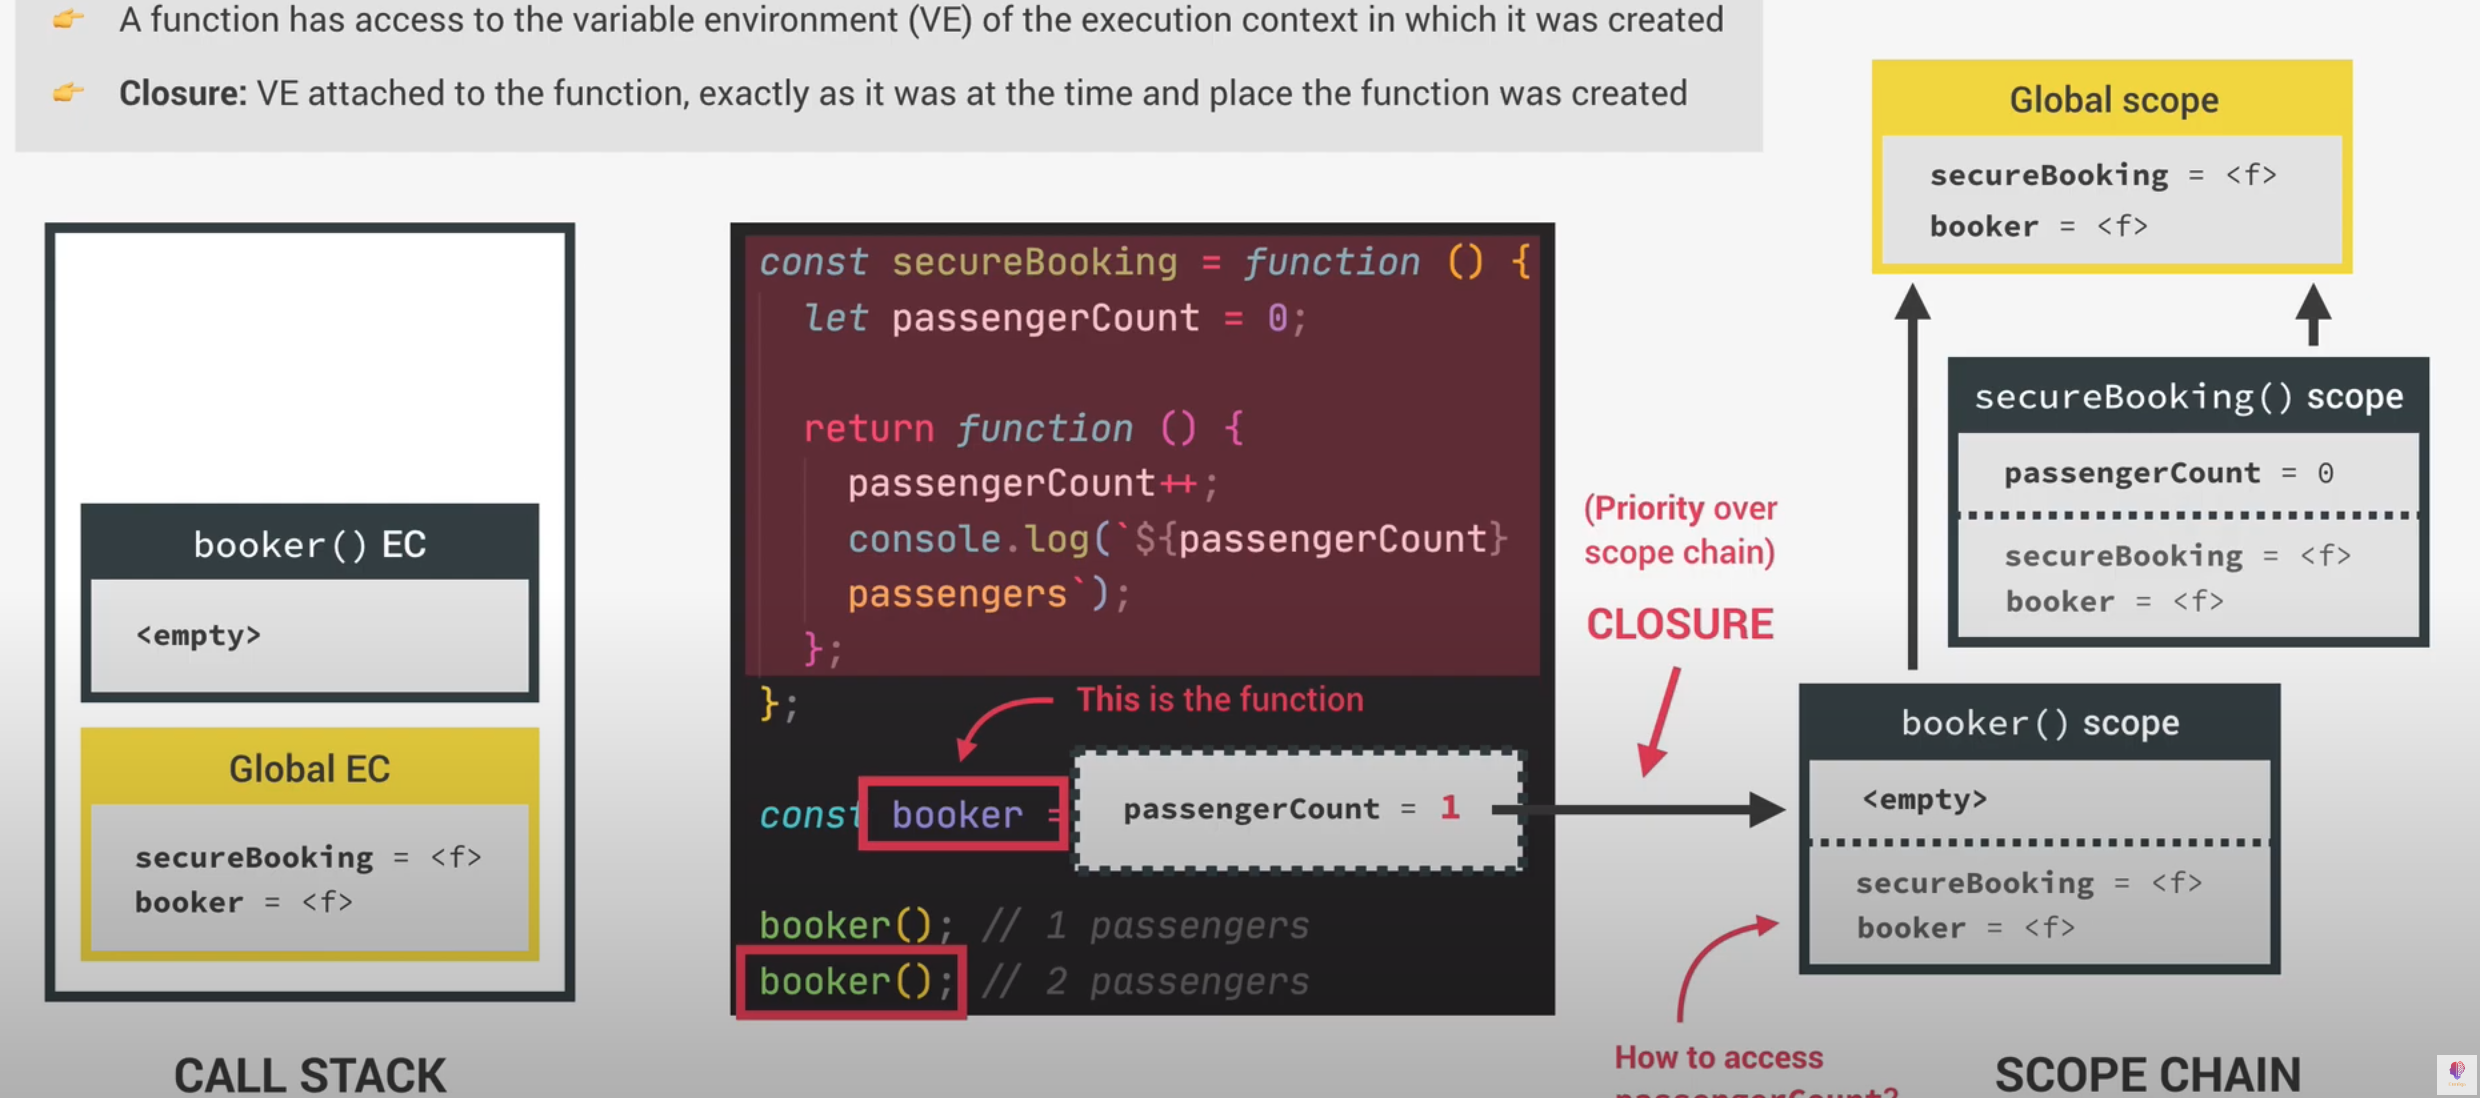 👉 A function has access to the variable environment (VE) of the execution context in which it was created
👉 Closure: VE attached to the function, exactly as it was at the time and place the function was created
booker() EC
<empty>
Global EC
secureBooking = <f>
booker = <f>
CALL STACK
const secureBooking = function () {
let passengerCount = 0;
return function () {
passengerCount++;
console.log(`${passengerCount}
passengers`);
};
};
This is the function
const booker =
passengerCount = 1
booker(); // 1 passengers
booker(); // 2 passengers
(Priority over
scope chain)
CLOSURE
How to access
passengerCount?
Global scope
secureBooking = <f>
booker = <f>
secureBooking() scope
passengerCount = 0
secureBooking = <f>
booker = <f>
booker() scope
<empty>
secureBooking = <f>
booker = <f>
SCOPE CHAIN